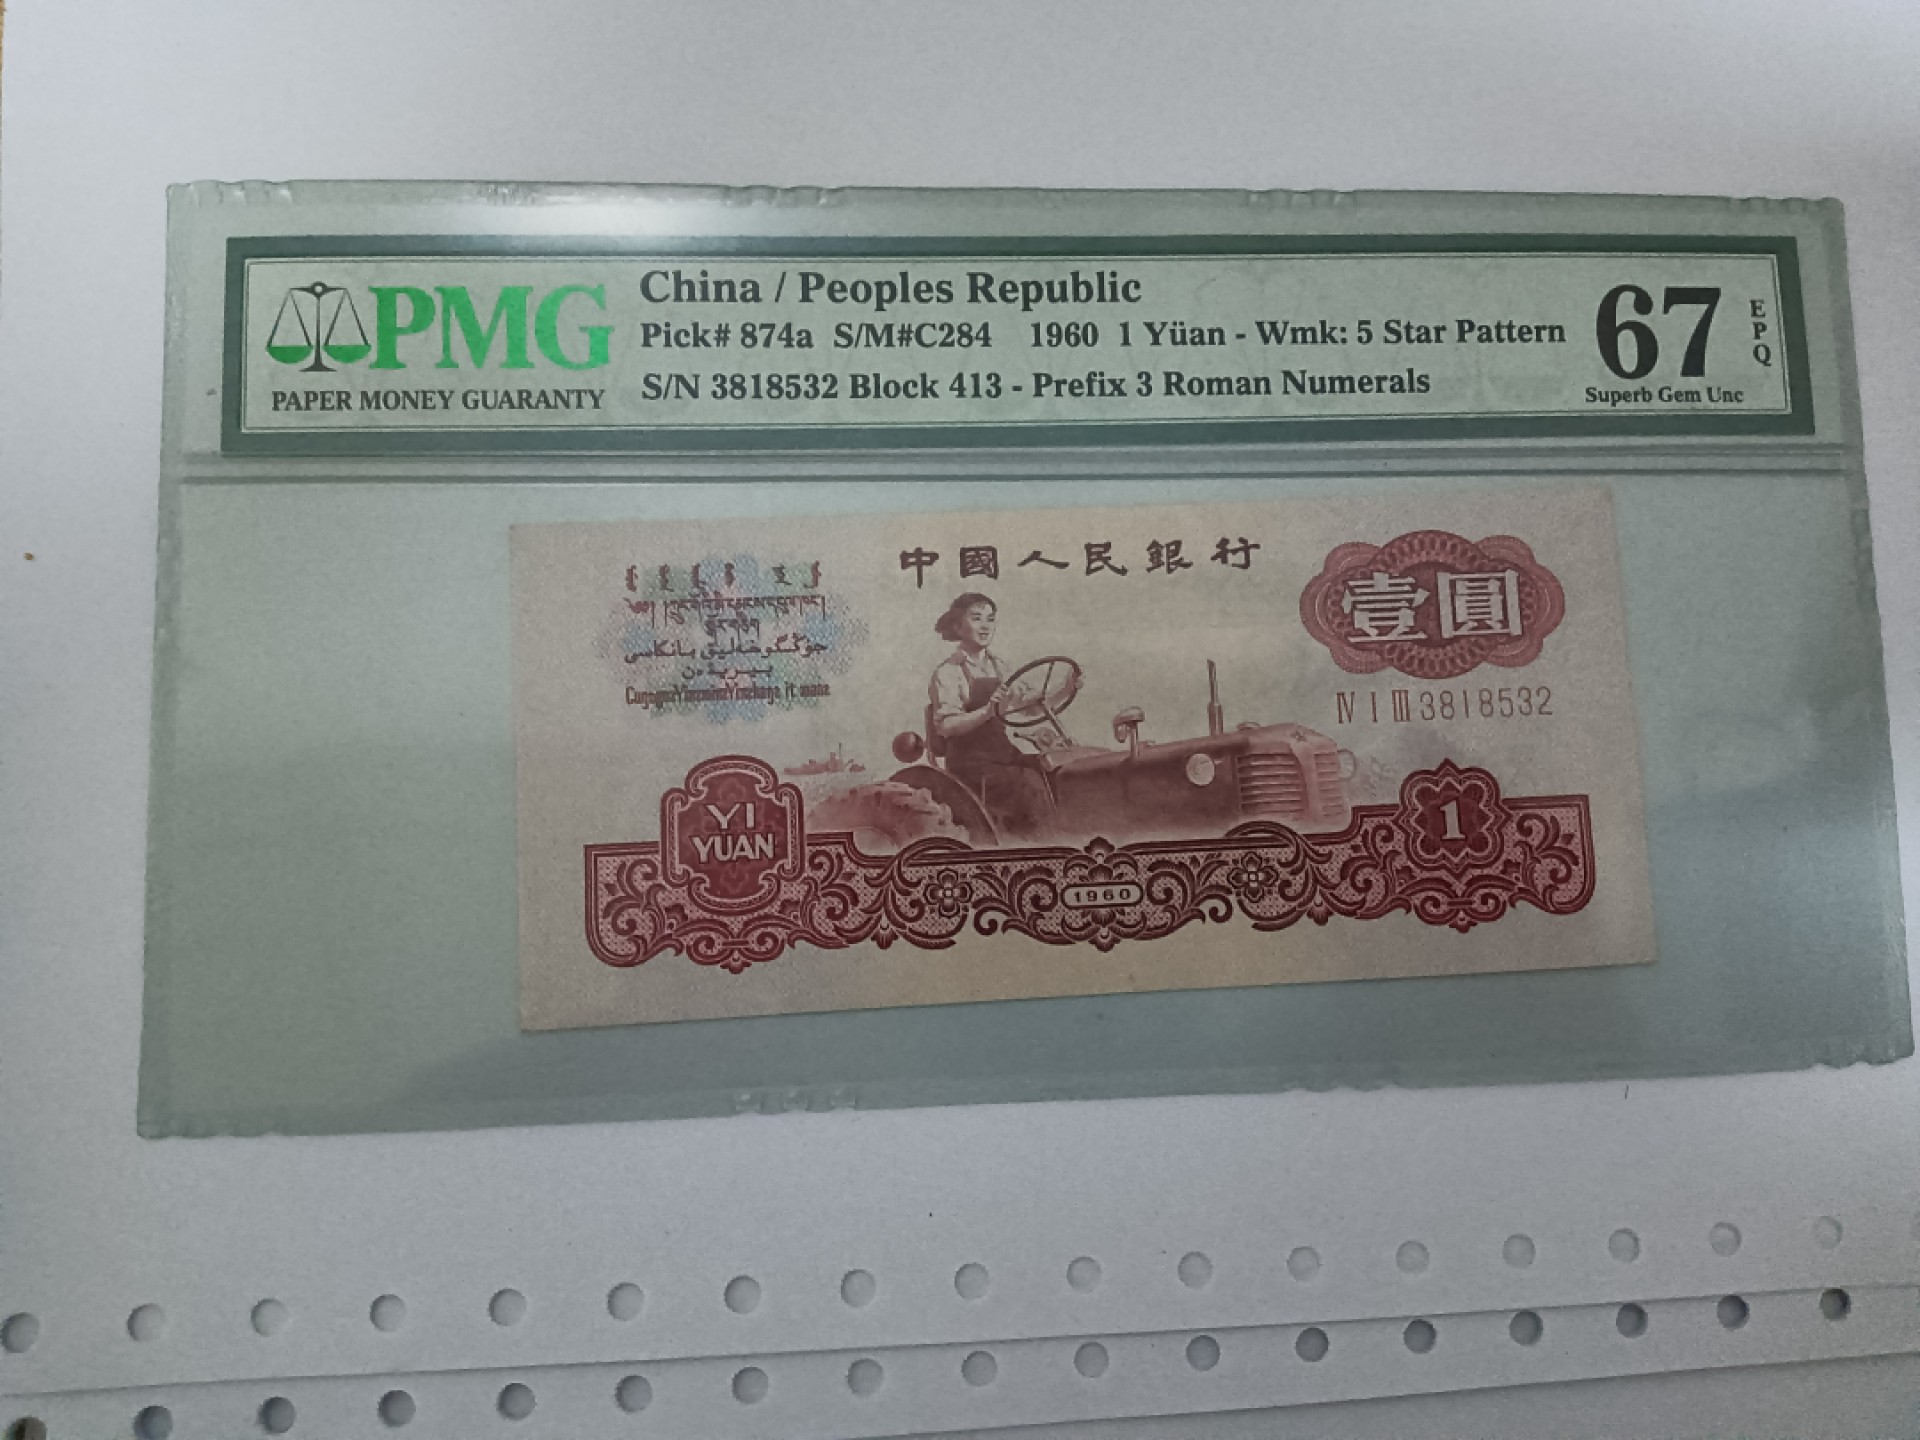 PMG
PAPER MONEY GUARANTY
China / Peoples Republic
Pick# 874a S/M#C284 1960 1 Yüan - Wmk: 5 Star Pattern
S/N 3818532 Block 413 - Prefix 3 Roman Numerals
67
EPQ
Superb Gem Unc
中國人民銀行
壹圓
Ⅳ Ⅰ Ⅲ 3818532
YI
YUAN
1960
1